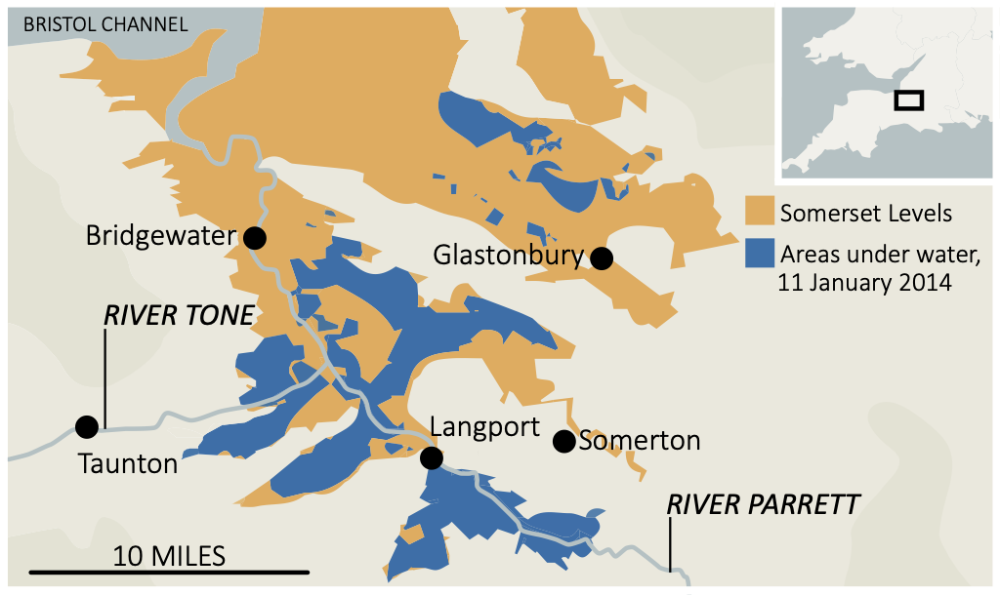 BRISTOL CHANNEL
Somerset Levels
Areas under water,
11 January 2014
Bridgewater
Glastonbury
RIVER TONE
Langport
Somerton
Taunton
RIVER PARRETT
10 MILES